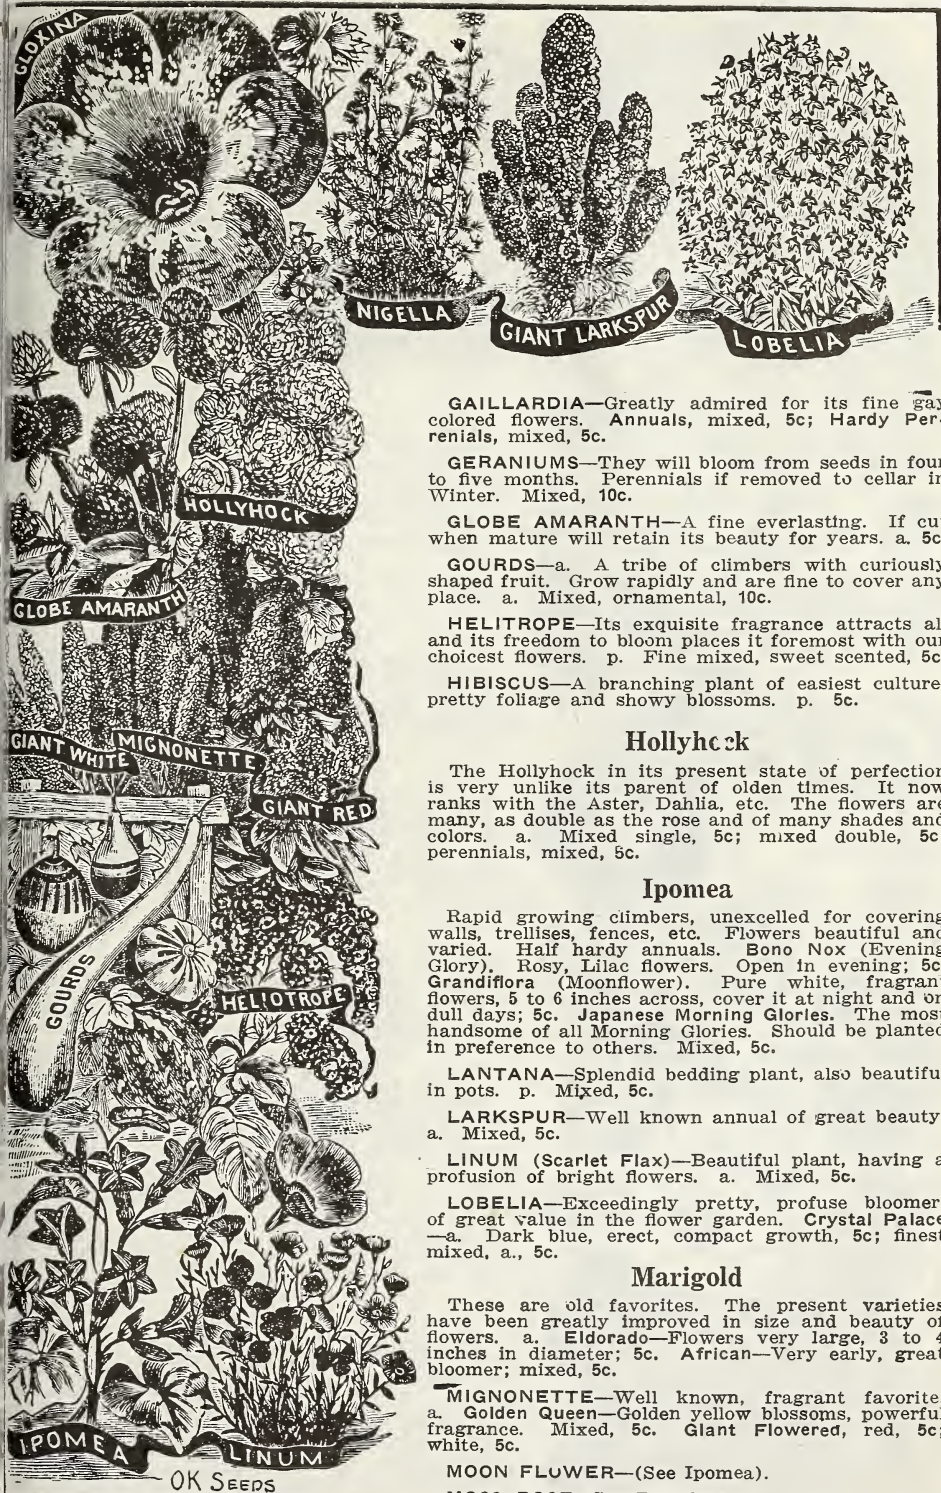 GLOXINA
NIGELLA
GIANT LARKSPUR
LOBELIA
HOLLYHOCK
GLOBE AMARANTH
GIANT WHITE
MIGNONETTE
GIANT RED
GOURDS
HELIOTROPE
IPOMEA
LINUM
OK SEEDS
GAILLARDIA—Greatly admired for its fine gay
colored flowers. Annuals, mixed, 5c; Hardy Per-
renials, mixed, 5c.
GERANIUMS—They will bloom from seeds in four
to five months. Perennials if removed to cellar in
Winter. Mixed, 10c.
GLOBE AMARANTH—A fine everlasting. If cu
when mature will retain its beauty for years. a. 5c
GOURDS—a. A tribe of climbers with curiously
shaped fruit. Grow rapidly and are fine to cover any
place. a. Mixed, ornamental, 10c.
HELITROPE—Its exquisite fragrance attracts al
and its freedom to bloom places it foremost with our
choicest flowers. p. Fine mixed, sweet scented, 5c
HIBISCUS—A branching plant of easiest culture
pretty foliage and showy blossoms. p. 5c.
Hollyhock
The Hollyhock in its present state of perfection
is very unlike its parent of olden times. It now
ranks with the Aster, Dahlia, etc. The flowers are
many, as double as the rose and of many shades and
colors. a. Mixed single, 5c; mixed double, 5c
perennials, mixed, 5c.
Ipomea
Rapid growing climbers, unexcelled for covering
walls, trellises, fences, etc. Flowers beautiful and
varied. Half hardy annuals. Bono Nox (Evening
Glory). Rosy, Lilac flowers. Open in evening; 5c
Grandiflora (Moonflower). Pure white, fragran
flowers, 5 to 6 inches across, cover it at night and on
dull days; 5c. Japanese Morning Glories. The most
handsome of all Morning Glories. Should be planted
in preference to others. Mixed, 5c.
LANTANA—Splendid bedding plant, also beautifu
in pots. p. Mixed, 5c.
LARKSPUR—Well known annual of great beauty
a. Mixed, 5c.
LINUM (Scarlet Flax)—Beautiful plant, having a
profusion of bright flowers. a. Mixed, 5c.
LOBELIA—Exceedingly pretty, profuse bloomer
of great value in the flower garden. Crystal Palace
—a. Dark blue, erect, compact growth, 5c; finest
mixed, a., 5c.
Marigold
These are old favorites. The present varieties
have been greatly improved in size and beauty of
flowers. a. Eldorado—Flowers very large, 3 to 4
inches in diameter; 5c. African—Very early, great
bloomer; mixed, 5c.
MIGNONETTE—Well known, fragrant favorite
a. Golden Queen—Golden yellow blossoms, powerful
fragrance. Mixed, 5c. Giant Flowered, red, 5c;
white, 5c.
MOON FLOWER—(See Ipomea).